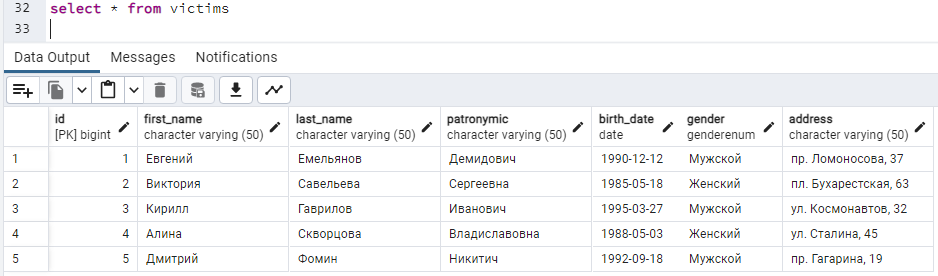 32 select * from victims
33
Data Output Messages Notifications
id first_name last_name patronymic birth_date gender address
[PK] bigint character varying (50) character varying (50) character varying (50) date genderenum character varying (50)
1 1 Евгений Емельянов Демидович 1990-12-12 Мужской пр. Ломоносова, 37
2 2 Виктория Савельева Сергеевна 1985-05-18 Женский пл. Бухарестская, 63
3 3 Кирилл Гаврилов Иванович 1995-03-27 Мужской ул. Космонавтов, 32
4 4 Алина Скворцова Владиславовна 1988-05-03 Женский ул. Сталина, 45
5 5 Дмитрий Фомин Никитич 1992-09-18 Мужской пр. Гагарина, 19